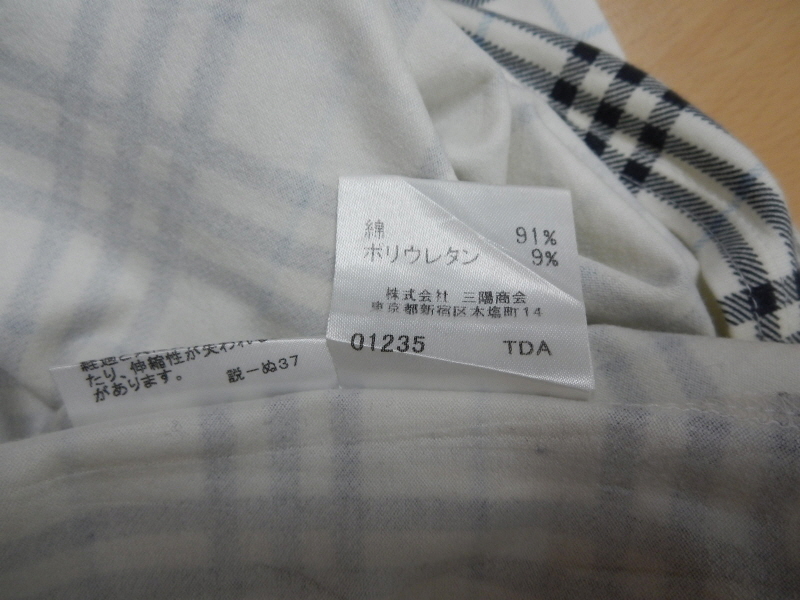 綿 91%
ポリウレタン 9%
株式会社 三陽商会
東京都新宿区本塩町14
01235 TDA
たり、伸縮性が失われ
があります。 説-ぬ37